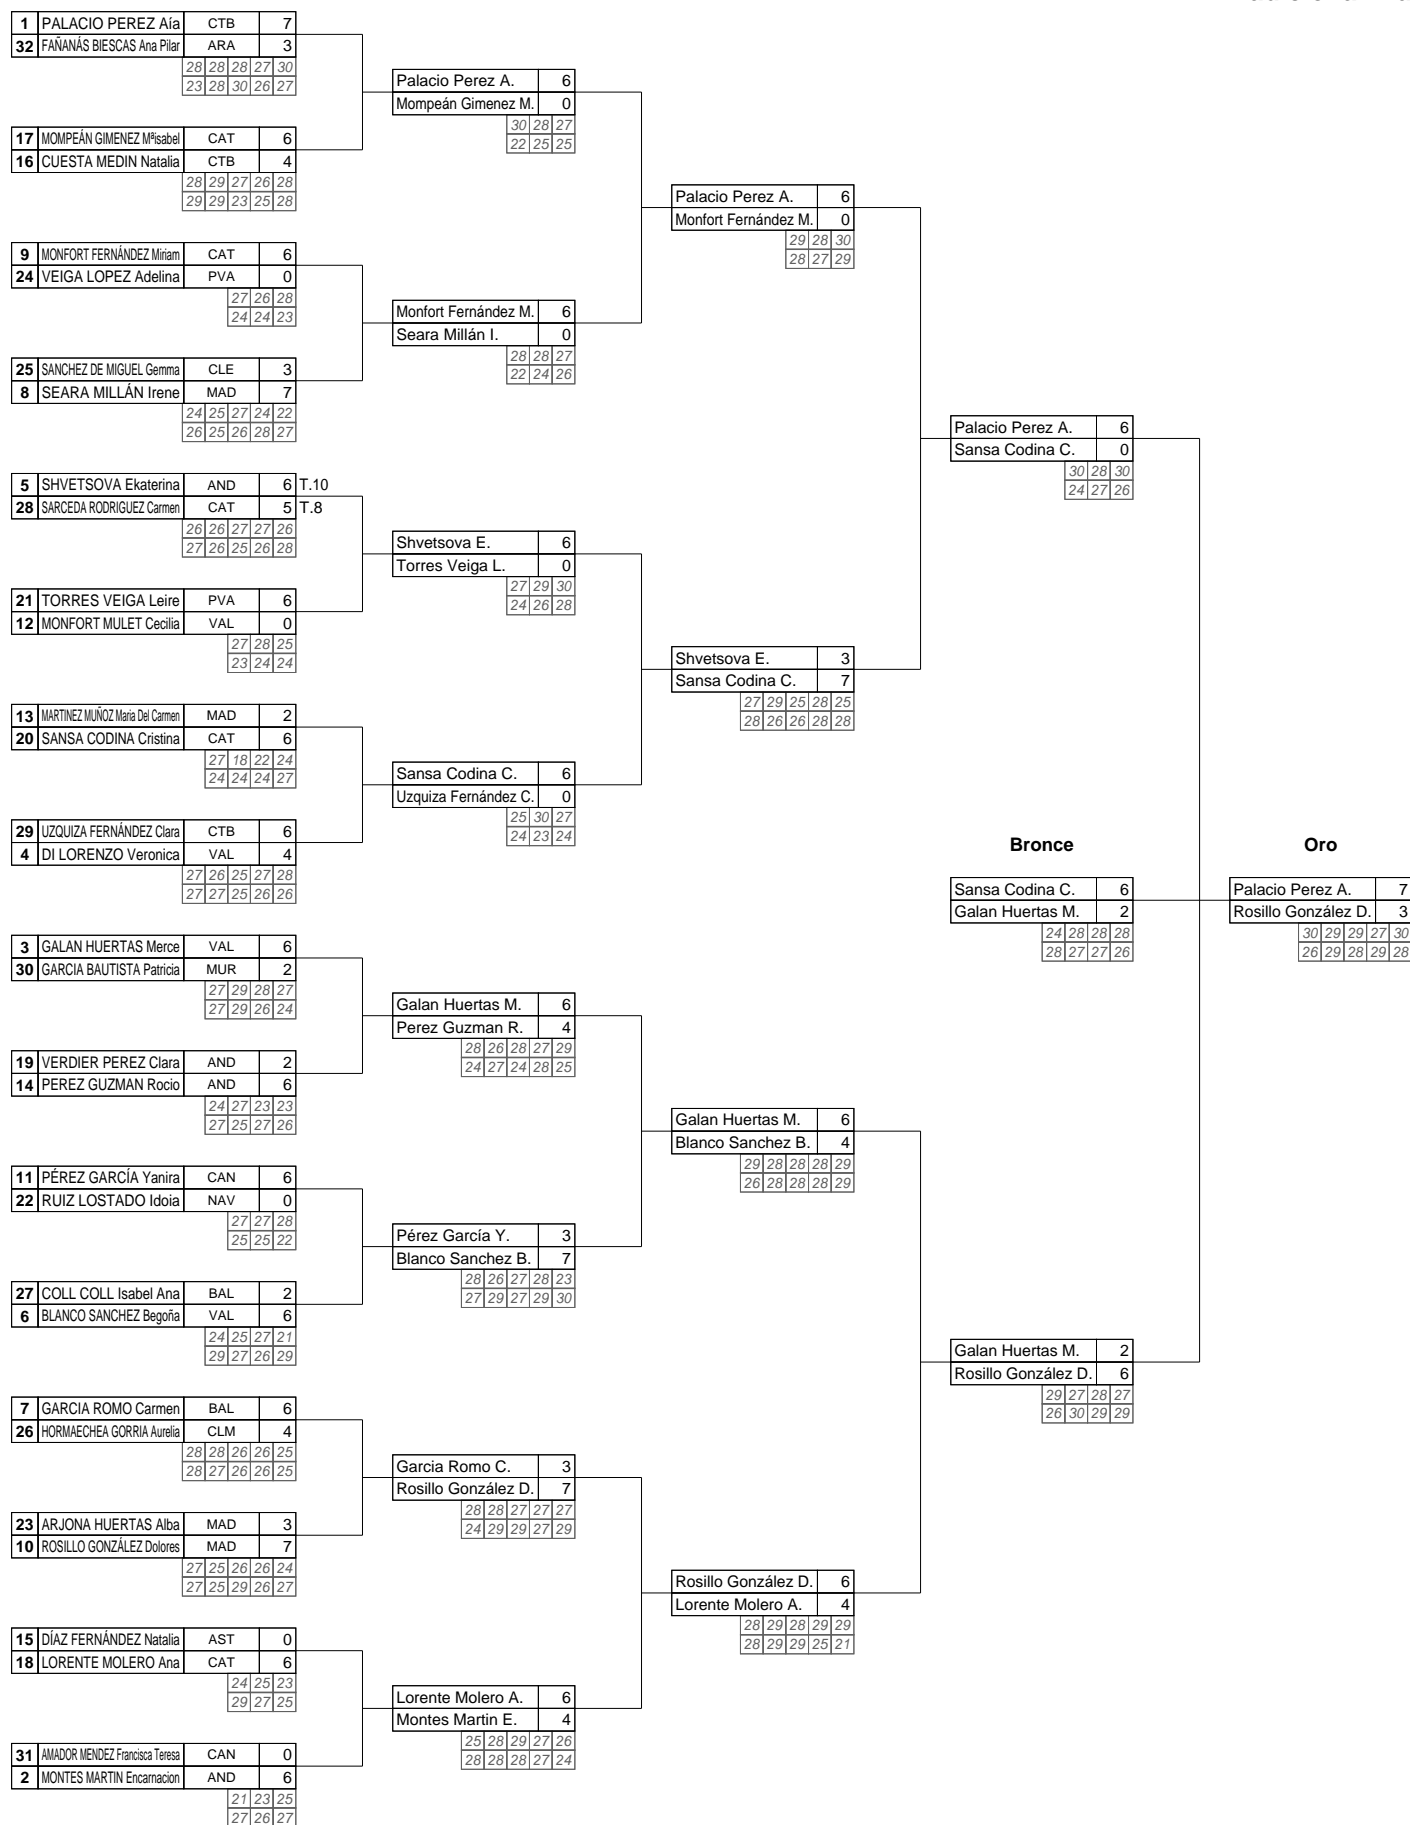 1 PALACIO PEREZ Aía CTB 7
32 FAÑANÁS BIESCAS Ana Pilar ARA 3
28 28 28 27 30
23 28 30 26 27
17 MOMPEÁN GIMENEZ Mªisabel CAT 6
16 CUESTA MEDIN Natalia CTB 4
28 29 27 26 28
29 29 23 25 28
9 MONFORT FERNÁNDEZ Miriam CAT 6
24 VEIGA LOPEZ Adelina PVA 0
27 26 28
24 24 23
25 SANCHEZ DE MIGUEL Gemma CLE 3
8 SEARA MILLÁN Irene MAD 7
24 25 27 24 22
26 25 26 28 27
5 SHVETSOVA Ekaterina AND 6 T.10
28 SARCEDA RODRIGUEZ Carmen CAT 5 T.8
26 26 27 27 26
27 26 25 26 28
21 TORRES VEIGA Leire PVA 6
12 MONFORT MULET Cecilia VAL 0
27 28 25
23 24 24
13 MARTINEZ MUÑOZ Maria Del Carmen MAD 2
20 SANSA CODINA Cristina CAT 6
27 18 22 24
24 24 24 27
29 UZQUIZA FERNÁNDEZ Clara CTB 6
4 DI LORENZO Veronica VAL 4
27 26 25 27 28
27 27 25 26 26
3 GALAN HUERTAS Merce VAL 6
30 GARCIA BAUTISTA Patricia MUR 2
27 29 28 27
27 29 26 24
19 VERDIER PEREZ Clara AND 2
14 PEREZ GUZMAN Rocio AND 6
24 27 23 23
27 25 27 26
11 PÉREZ GARCÍA Yanira CAN 6
22 RUIZ LOSTADO Idoia NAV 0
27 27 28
25 25 22
27 COLL COLL Isabel Ana BAL 2
6 BLANCO SANCHEZ Begoña VAL 6
24 25 27 21
29 27 26 29
7 GARCIA ROMO Carmen BAL 6
26 HORMAECHEA GORRIA Aurelia CLM 4
28 28 26 26 25
28 27 26 26 25
23 ARJONA HUERTAS Alba MAD 3
10 ROSILLO GONZÁLEZ Dolores MAD 7
27 25 26 26 24
27 25 29 26 27
15 DÍAZ FERNÁNDEZ Natalia AST 0
18 LORENTE MOLERO Ana CAT 6
24 25 23
29 27 25
31 AMADOR MENDEZ Francisca Teresa CAN 0
2 MONTES MARTIN Encarnacion AND 6
21 23 25
27 26 27
Palacio Perez A. 6
Mompeán Gimenez M. 0
30 28 27
22 25 25
Monfort Fernández M. 6
Seara Millán I. 0
28 28 27
22 24 26
Shvetsova E. 6
Torres Veiga L. 0
27 29 30
24 26 28
Sansa Codina C. 6
Uzquiza Fernández C. 0
25 30 27
24 23 24
Galan Huertas M. 6
Perez Guzman R. 4
28 26 28 27 29
24 27 24 28 25
Pérez García Y. 3
Blanco Sanchez B. 7
28 26 27 28 23
27 29 27 29 30
Garcia Romo C. 3
Rosillo González D. 7
28 28 27 27 27
24 29 29 27 29
Lorente Molero A. 6
Montes Martin E. 4
25 28 29 27 26
28 28 28 27 24
Palacio Perez A. 6
Monfort Fernández M. 0
29 28 30
28 27 29
Shvetsova E. 3
Sansa Codina C. 7
27 29 25 28 25
28 26 26 28 28
Galan Huertas M. 6
Blanco Sanchez B. 4
29 28 28 28 29
26 28 28 28 29
Rosillo González D. 6
Lorente Molero A. 4
28 29 28 29 29
28 29 29 25 21
Palacio Perez A. 6
Sansa Codina C. 0
30 28 30
24 27 26
Galan Huertas M. 2
Rosillo González D. 6
29 27 28 27
26 30 29 29
Bronce
Sansa Codina C. 6
Galan Huertas M. 2
24 28 28 28
28 27 27 26
Oro
Palacio Perez A. 7
Rosillo González D. 3
30 29 29 27 30
26 29 28 29 28